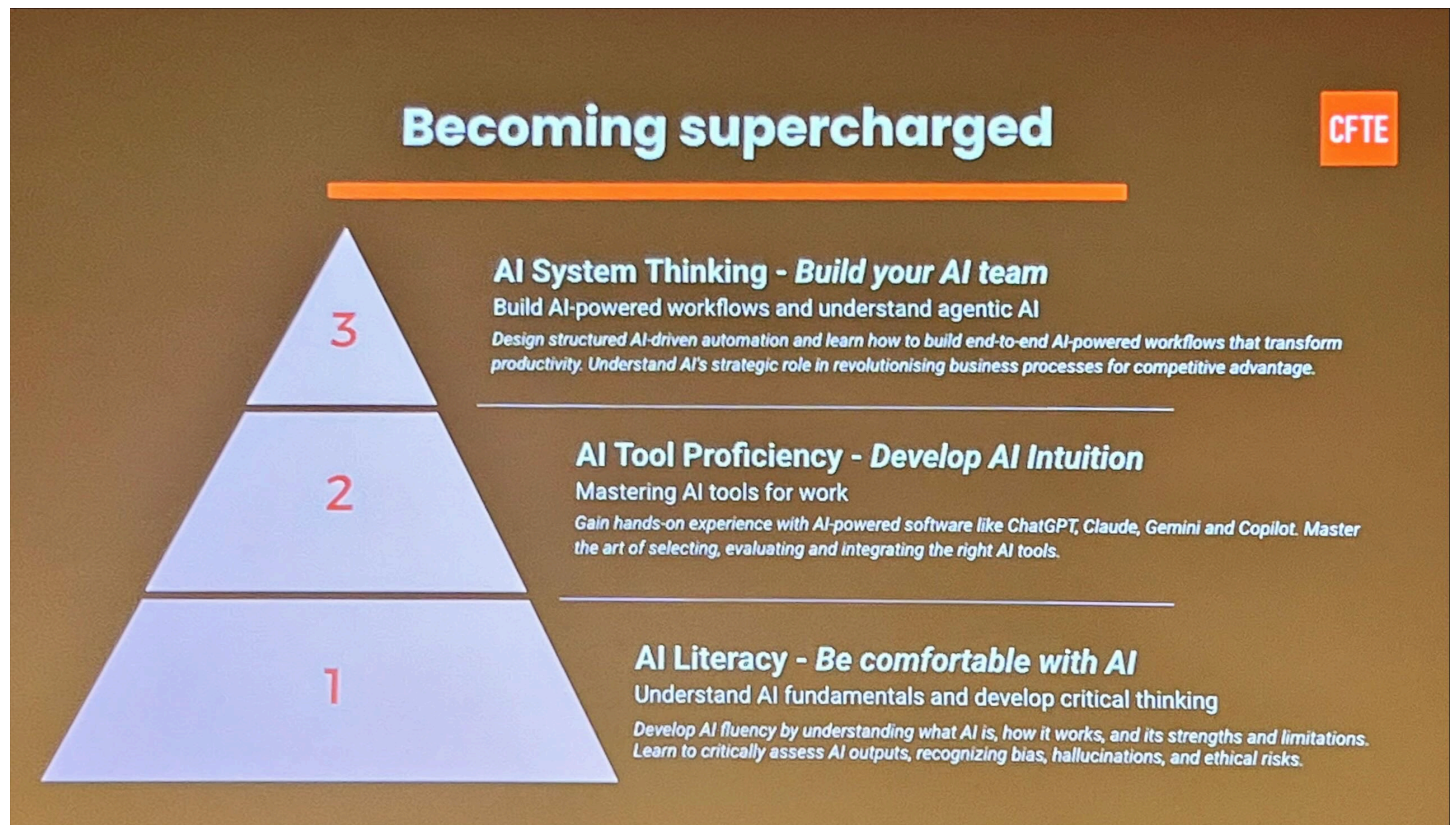 Becoming supercharged
CFTE
3
AI System Thinking - Build your AI team
Build AI-powered workflows and understand agentic AI
Design structured AI-driven automation and learn how to build end-to-end AI-powered workflows that transform
productivity. Understand AI's strategic role in revolutionising business processes for competitive advantage.
2
AI Tool Proficiency - Develop AI Intuition
Mastering AI tools for work
Gain hands-on experience with AI-powered software like ChatGPT, Claude, Gemini and Copilot. Master
the art of selecting, evaluating and integrating the right AI tools.
1
AI Literacy - Be comfortable with AI
Understand AI fundamentals and develop critical thinking
Develop AI fluency by understanding what AI is, how it works, and its strengths and limitations.
Learn to critically assess AI outputs, recognizing bias, hallucinations, and ethical risks.